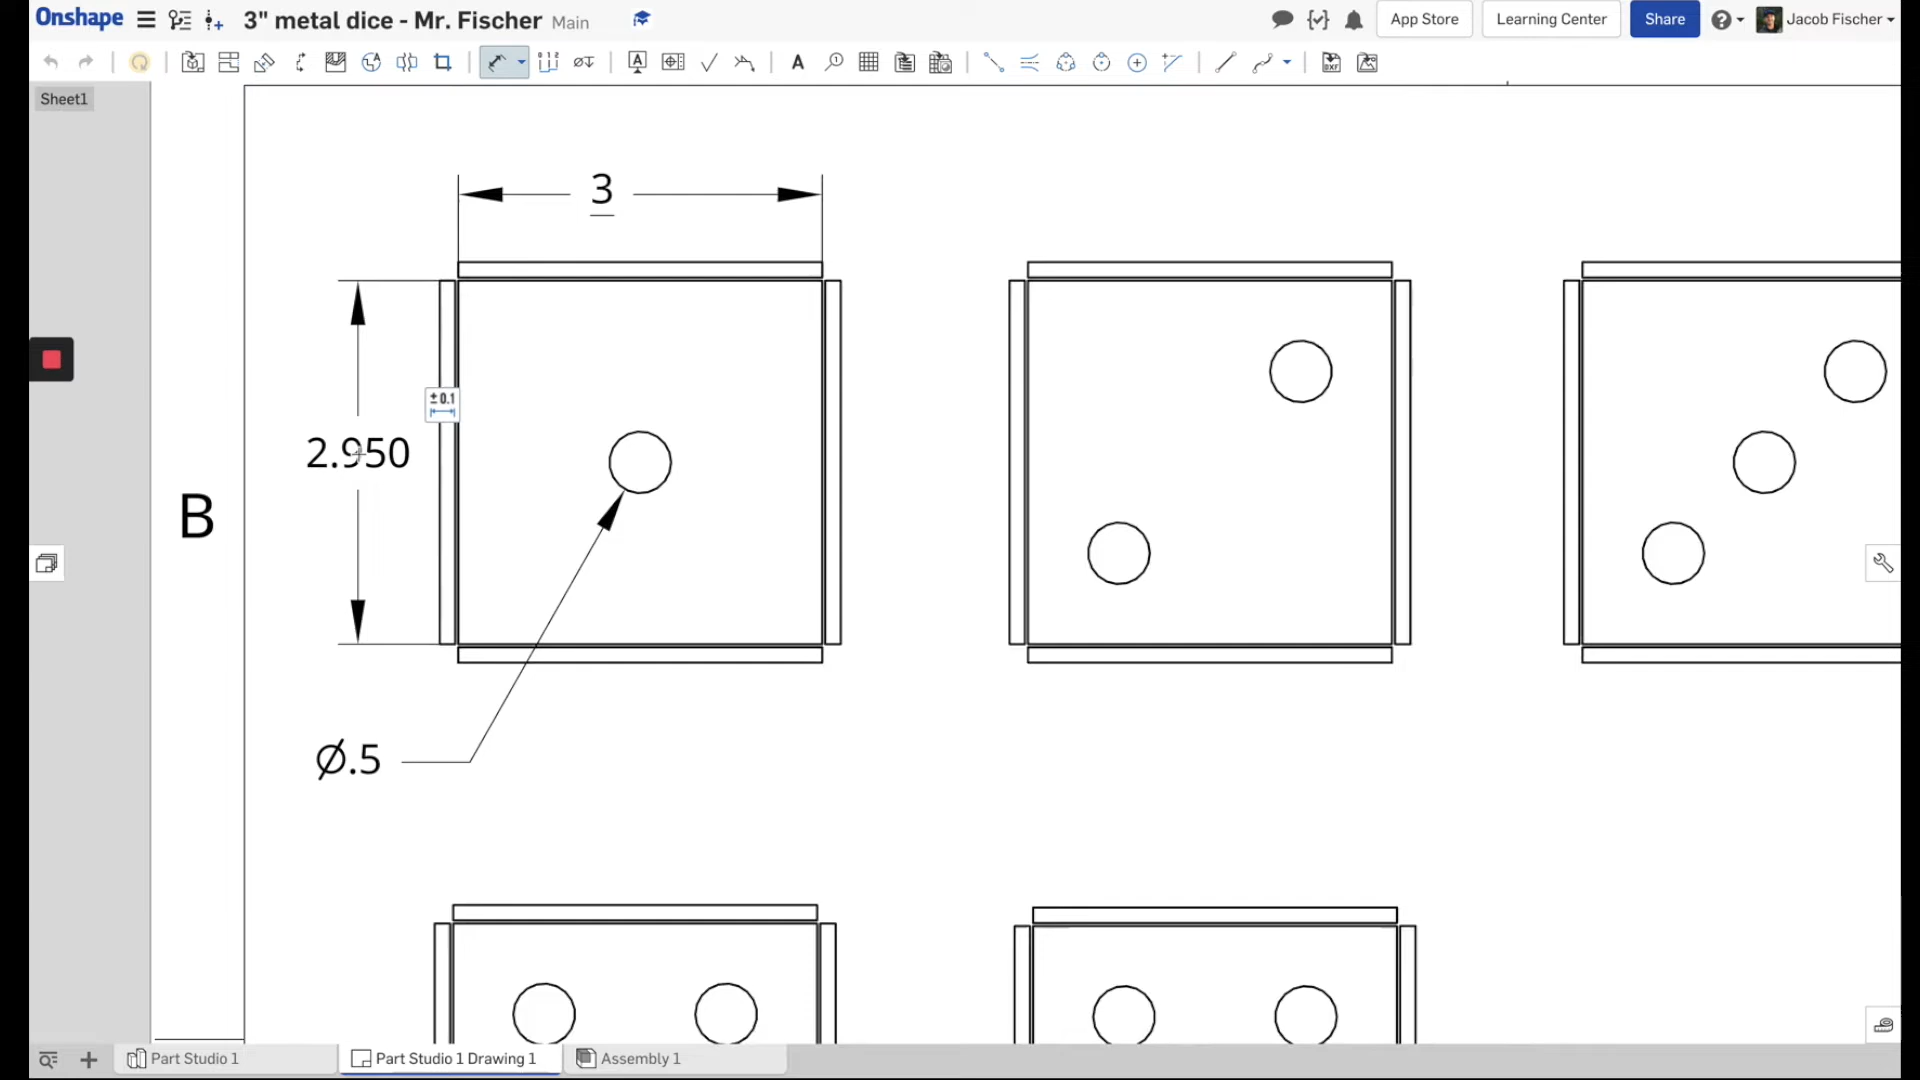 Onshape 3" metal dice - Mr. Fischer Main App Store Learning Center Share Jacob Fischer
Sheet1
3
± 0.1
2.950
B
Ø.5
Part Studio 1 Part Studio 1 Drawing 1 Assembly 1